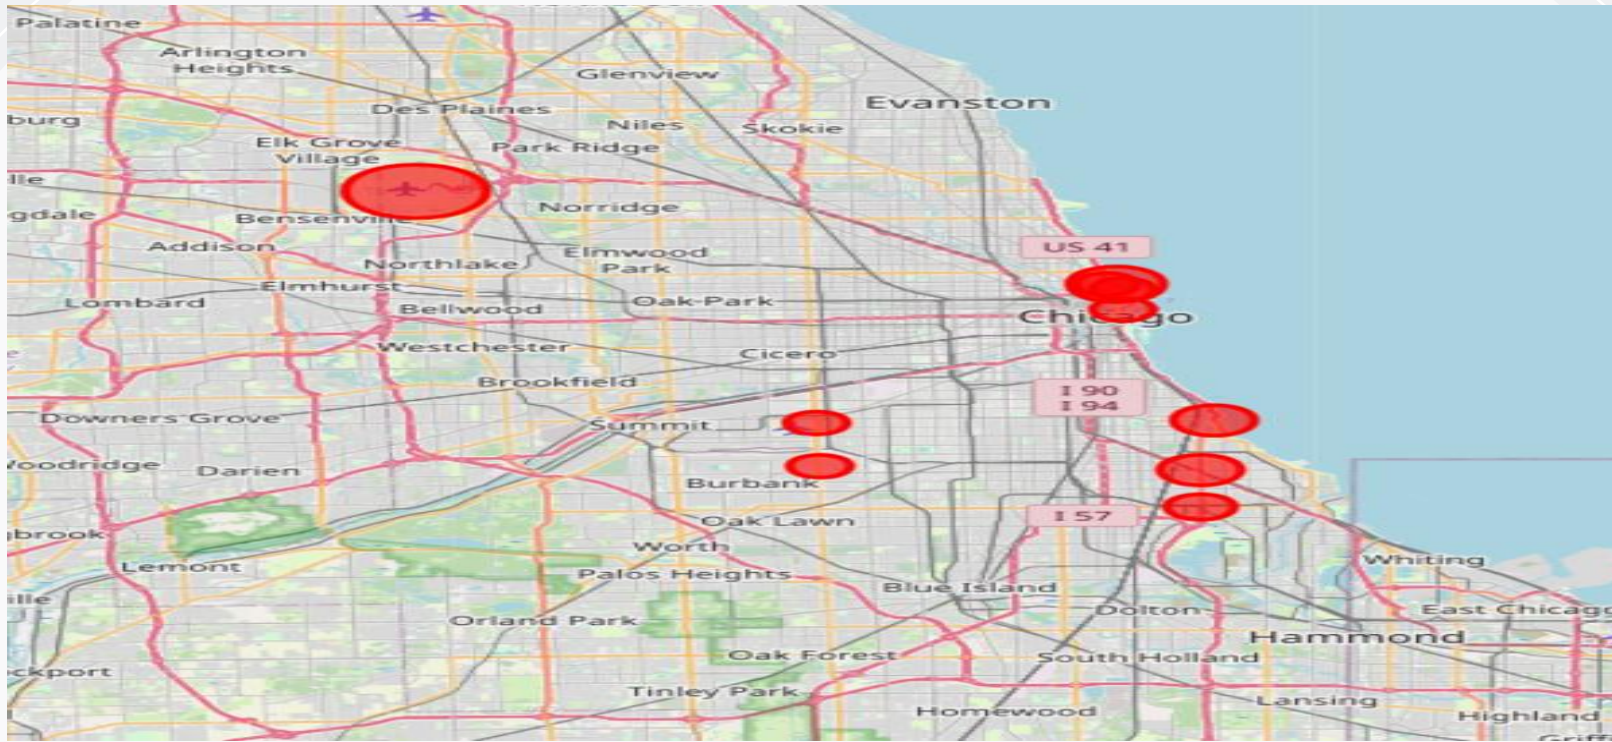 Palatine
Arlington
Heights
Glenview
Evanston
Des Plaines
burg
Niles
Skokie
Elk Grove
Village
Park Ridge
lle
gdale
Bensenville
Norridge
Addison
US 41
Elmwood
Park
Northlake
Elmhurst
Lombard
Oak Park
Bellwood
Chicago
Westchester
Cicero
Brookfield
I 90
I 94
Downers Grove
Summit
Woodridge
Darien
Burbank
I 57
Oak Lawn
brook
Worth
Lemont
Palos Heights
Whiting
Blue Island
ille
Dolton
East Chicago
Orland Park
Hammond
Oak Forest
South Holland
ckport
Tinley Park
Lansing
Homewood
Highland